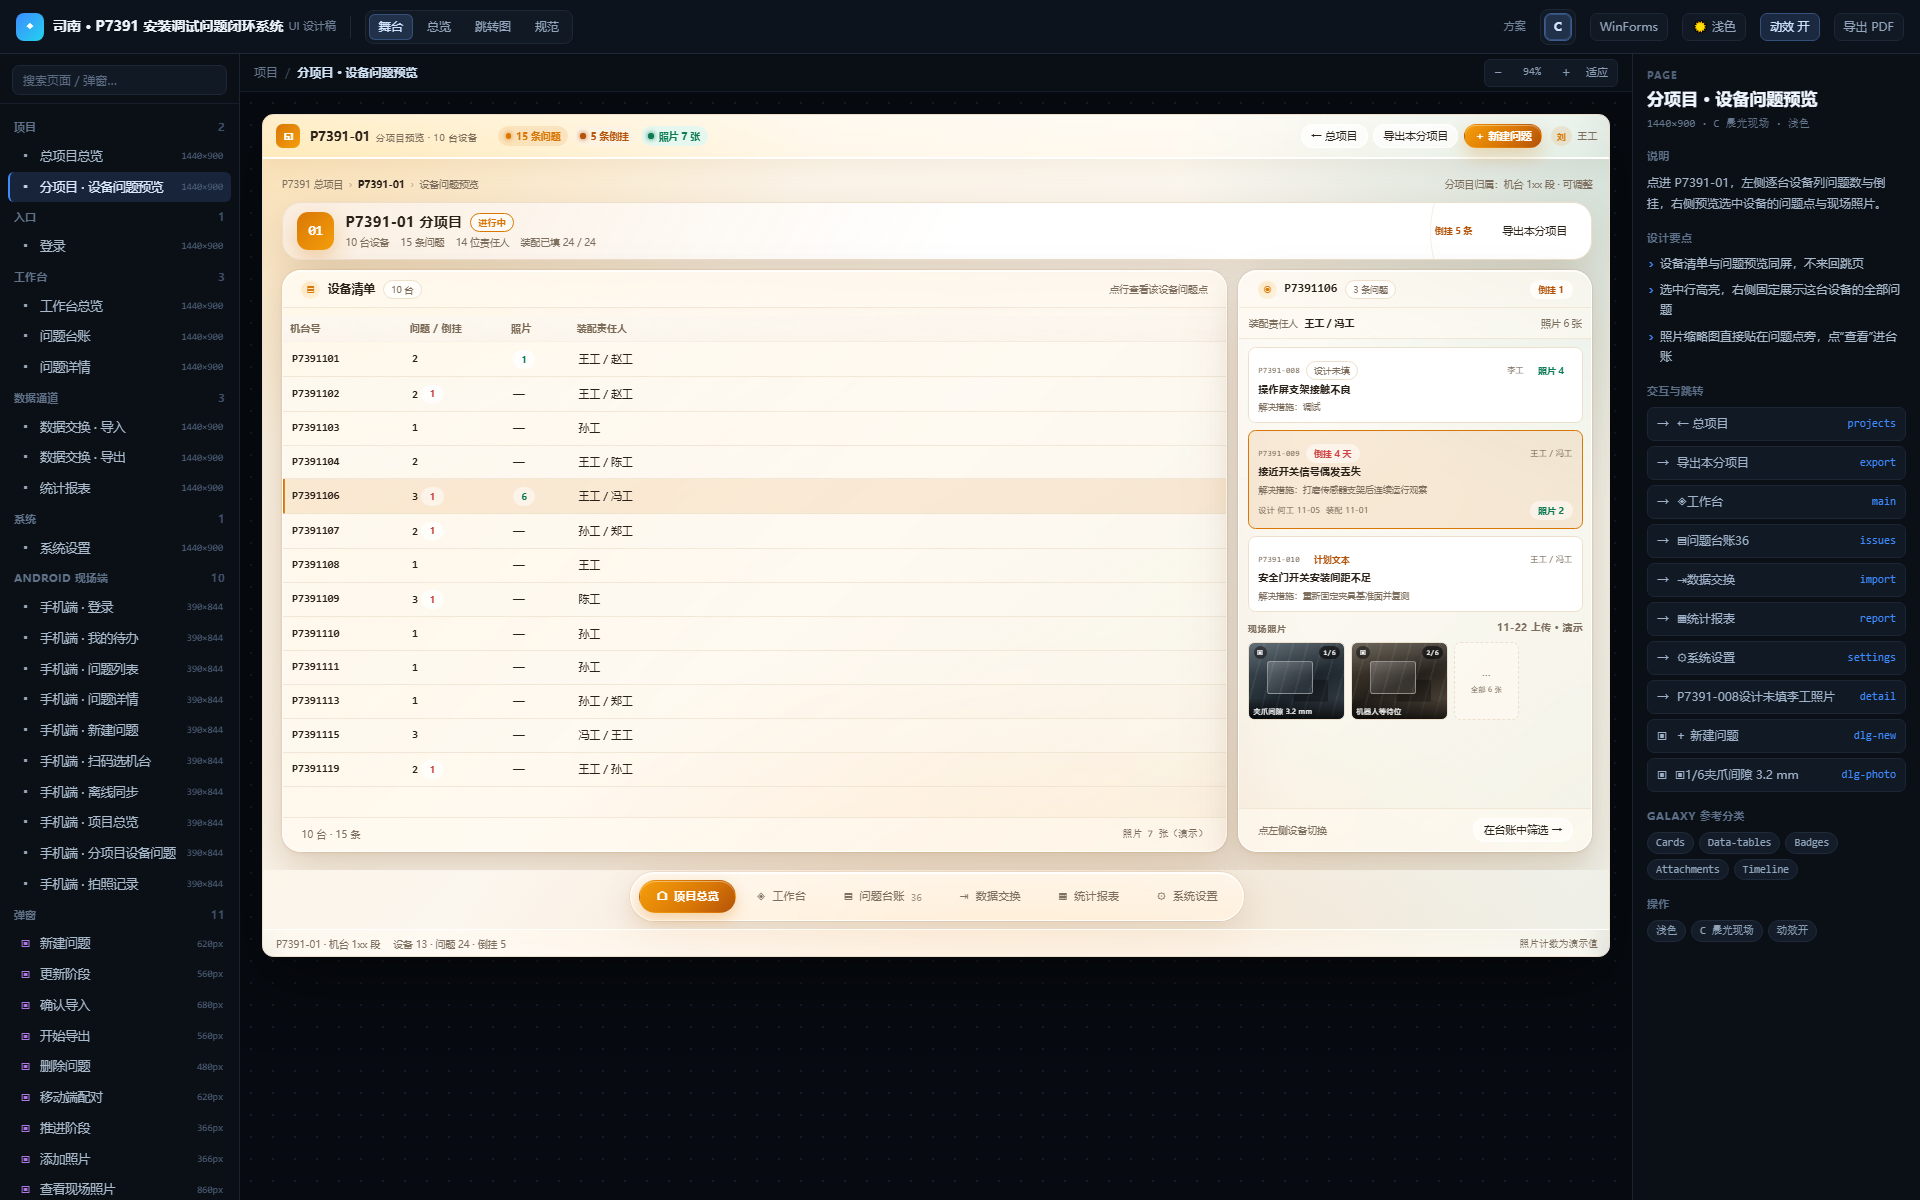 司南 • P7391 安装调试问题闭环系统 UI 设计稿
舞台 总览 跳转图 规范
方案 C WinForms 浅色 动效 开 导出 PDF
搜索页面 / 弹窗...
项目 2
总项目总览 1440×900
分项目 · 设备问题预览 1440×900
入口 1
登录 1440×900
工作台 3
工作台总览 1440×900
问题台账 1440×900
问题详情 1440×900
数据通道 3
数据交换 · 导入 1440×900
数据交换 · 导出 1440×900
统计报表 1440×900
系统 1
系统设置 1440×900
ANDROID 现场端 10
手机端 · 登录 390×844
手机端 · 我的待办 390×844
手机端 · 问题列表 390×844
手机端 · 问题详情 390×844
手机端 · 新建问题 390×844
手机端 · 扫码选机台 390×844
手机端 · 离线同步 390×844
手机端 · 项目总览 390×844
手机端 · 分项目设备问题 390×844
手机端 · 拍照记录 390×844
弹窗 11
新建问题 620px
更新阶段 560px
确认导入 680px
开始导出 560px
删除问题 480px
移动端配对 620px
推进阶段 366px
添加照片 366px
查看现场照片 860px
项目 / 分项目 • 设备问题预览
− 94% + 适应
P7391-01 分项目预览 · 10 台设备 15 条问题 5 条倒挂 照片 7 张
← 总项目 导出本分项目 + 新建问题 刘 王工
P7391 总项目 › P7391-01 › 设备问题预览
分项目归属：机台 1xx 段 · 可调整
01 P7391-01 分项目 进行中
10 台设备 15 条问题 14 位责任人 装配已填 24 / 24
倒挂 5 条 导出本分项目
设备清单 10 台 点行查看该设备问题点
机台号 问题 / 倒挂 照片 装配责任人
P7391101 2 1 王工 / 赵工
P7391102 2 1 — 王工 / 赵工
P7391103 1 — 孙工
P7391104 2 — 王工 / 陈工
P7391106 3 1 6 王工 / 冯工
P7391107 2 1 — 孙工 / 郑工
P7391108 1 — 王工
P7391109 3 1 — 陈工
P7391110 1 — 孙工
P7391111 1 — 孙工
P7391113 1 — 孙工 / 郑工
P7391115 3 — 冯工 / 王工
P7391119 2 1 — 王工 / 孙工
10 台 · 15 条 照片 7 张（演示）
P7391106 3 条问题 倒挂 1
装配责任人 王工 / 冯工 照片 6 张
P7391-008 设计未填 李工 照片 4
操作屏支架接触不良
解决措施：调试
P7391-009 倒挂 4 天 王工 / 冯工
接近开关信号偶发丢失
解决措施：打磨传感器支架后连续运行观察
设计 何工 11-05 装配 11-01 照片 2
P7391-010 计划文本 王工 / 冯工
安全门开关安装间距不足
解决措施：重新固定夹具基准面并复测
现场照片 11-22 上传 • 演示
1/6 夹爪间隙 3.2 mm
2/6 机器人等待位
... 全部 6 张
点左侧设备切换 在台账中筛选 →
项目总览 工作台 问题台账 36 数据交换 统计报表 系统设置
P7391-01 · 机台 1xx 段 设备 13 · 问题 24 · 倒挂 5
照片计数为演示值
PAGE
分项目 • 设备问题预览
1440×900 · C 晨光现场 · 浅色
说明
点进 P7391-01，左侧逐台设备列问题数与倒
挂，右侧预览选中设备的问题点与现场照片。
设计要点
› 设备清单与问题预览同屏，不来回跳页
› 选中行高亮，右侧固定展示这台设备的全部问
题
› 照片缩略图直接贴在问题点旁，点“查看”进台
账
交互与跳转
→ ← 总项目 projects
→ 导出本分项目 export
→ ◈工作台 main
→ ▤问题台账36 issues
→ ⇥数据交换 import
→ ▦统计报表 report
→ ⊙系统设置 settings
→ P7391-008设计未填李工照片 detail
▣ + 新建问题 dlg-new
▣ ▣1/6夹爪间隙 3.2 mm dlg-photo
GALAXY 参考分类
Cards Data-tables Badges
Attachments Timeline
操作
浅色 C 晨光现场 动效开